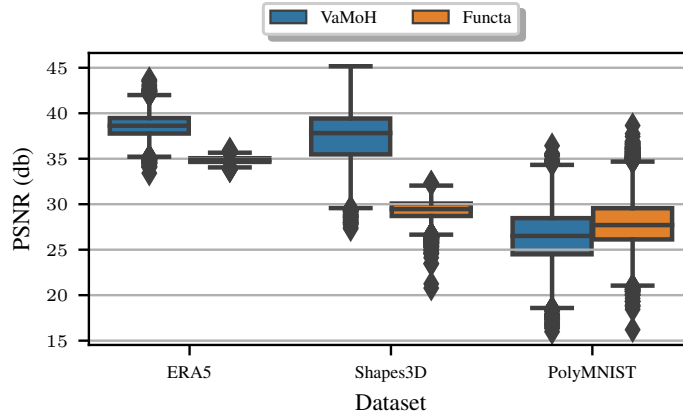 VaMoH Functa
45
40
35
30
25
20
15
PSNR (db)
ERA5 Shapes3D PolyMNIST
Dataset